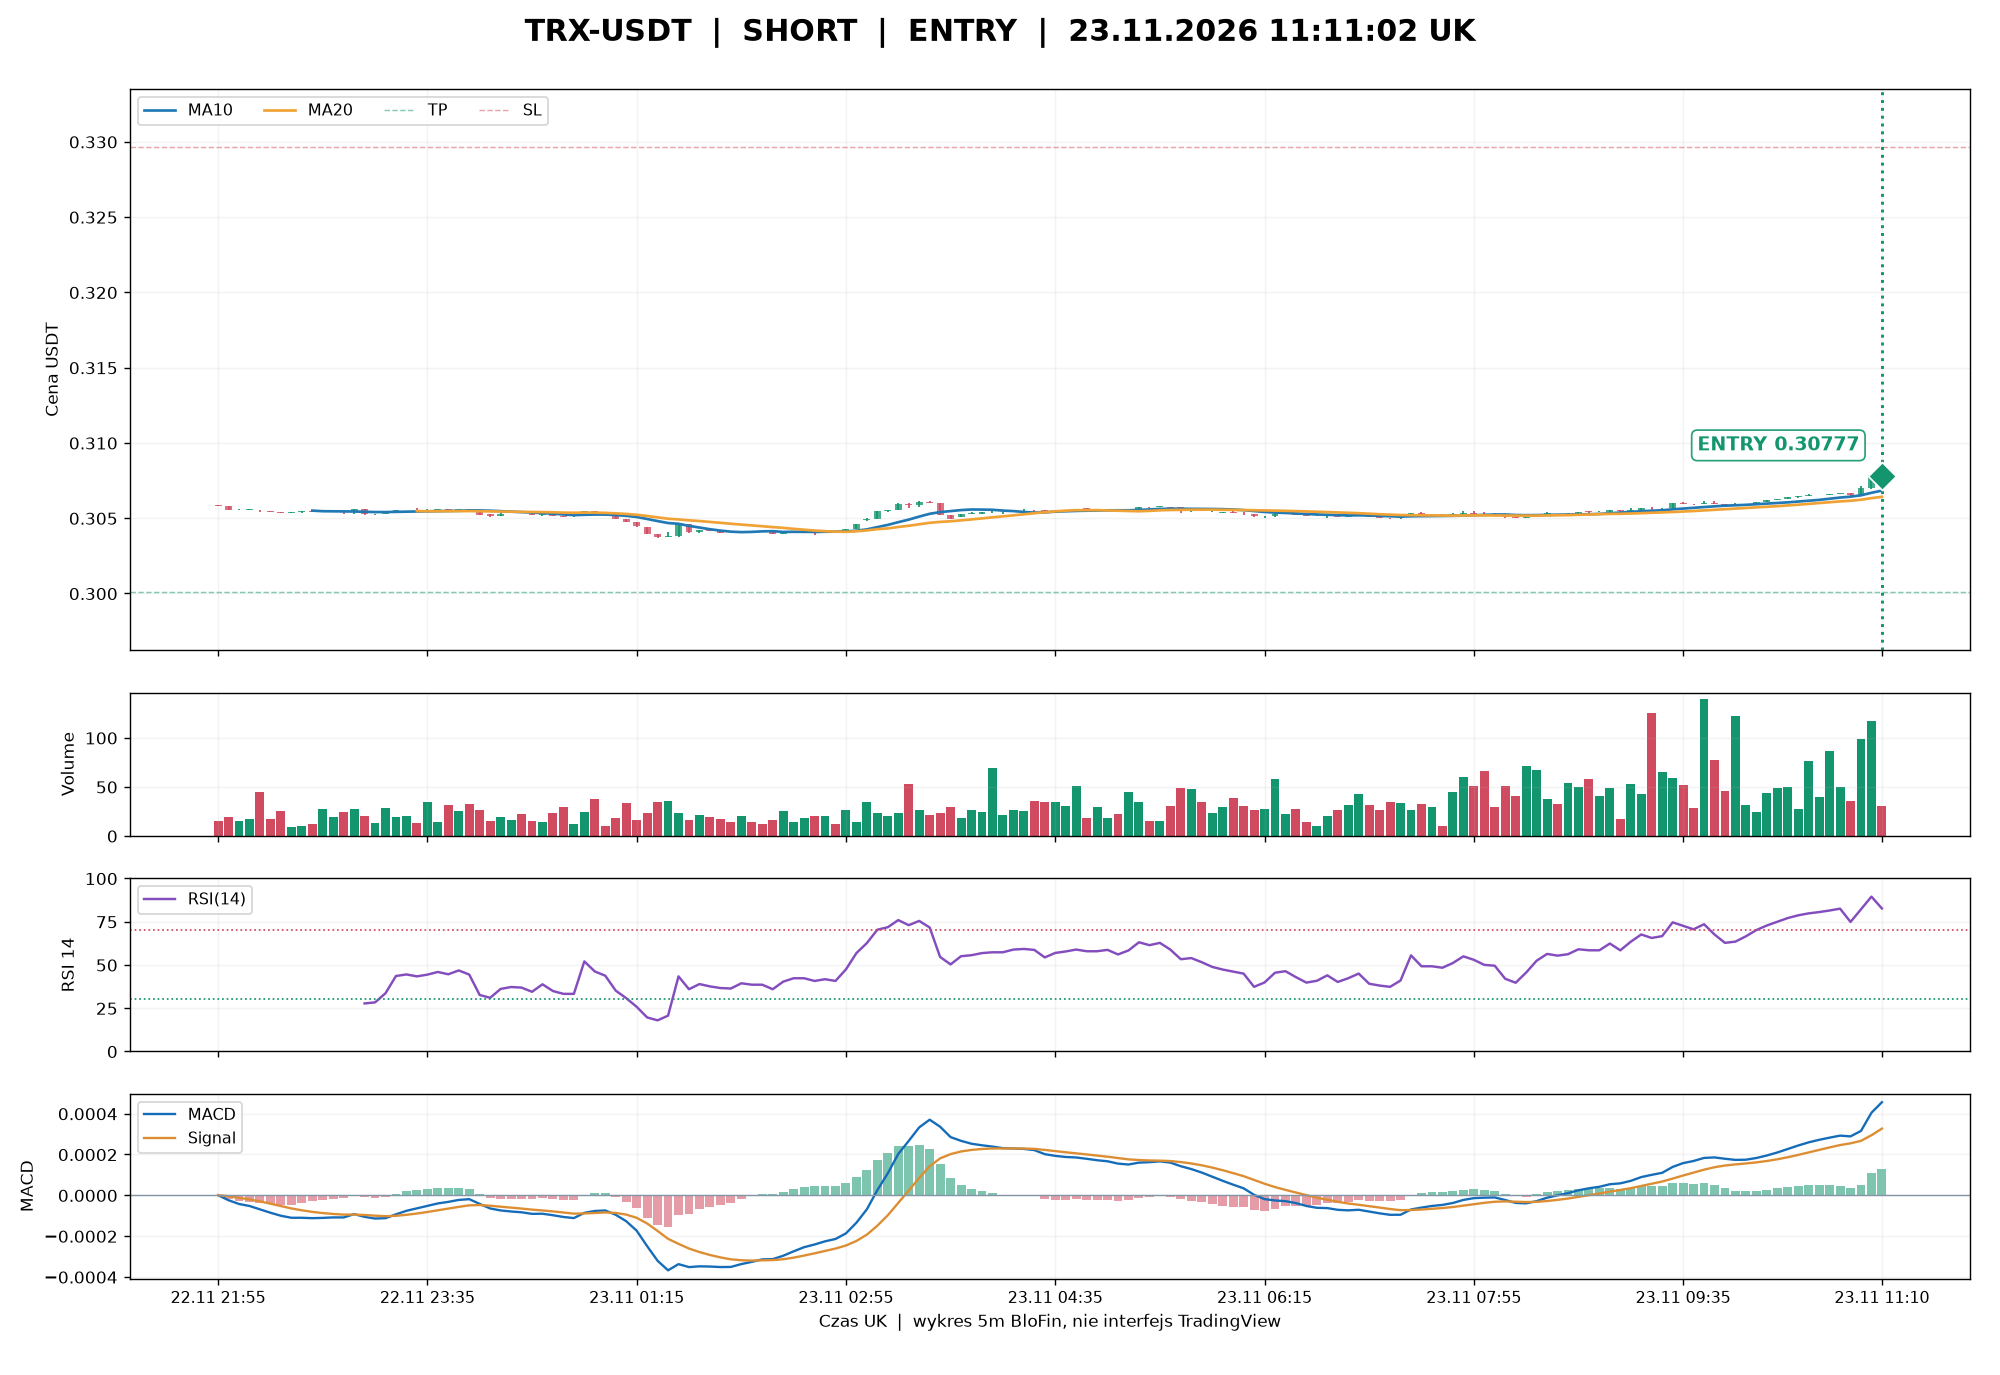 TRX-USDT | SHORT | ENTRY | 23.11.2026 11:11:02 UK
MA10 MA20 TP SL
0.330
0.325
0.320
0.315
0.310
0.305
0.300
Cena USDT
ENTRY 0.30777
100
50
0
Volume
RSI(14)
100
75
50
25
0
RSI 14
MACD
Signal
0.0004
0.0002
0.0000
−0.0002
−0.0004
MACD
22.11 21:55 22.11 23:35 23.11 01:15 23.11 02:55 23.11 04:35 23.11 06:15 23.11 07:55 23.11 09:35 23.11 11:10
Czas UK | wykres 5m BloFin, nie interfejs TradingView